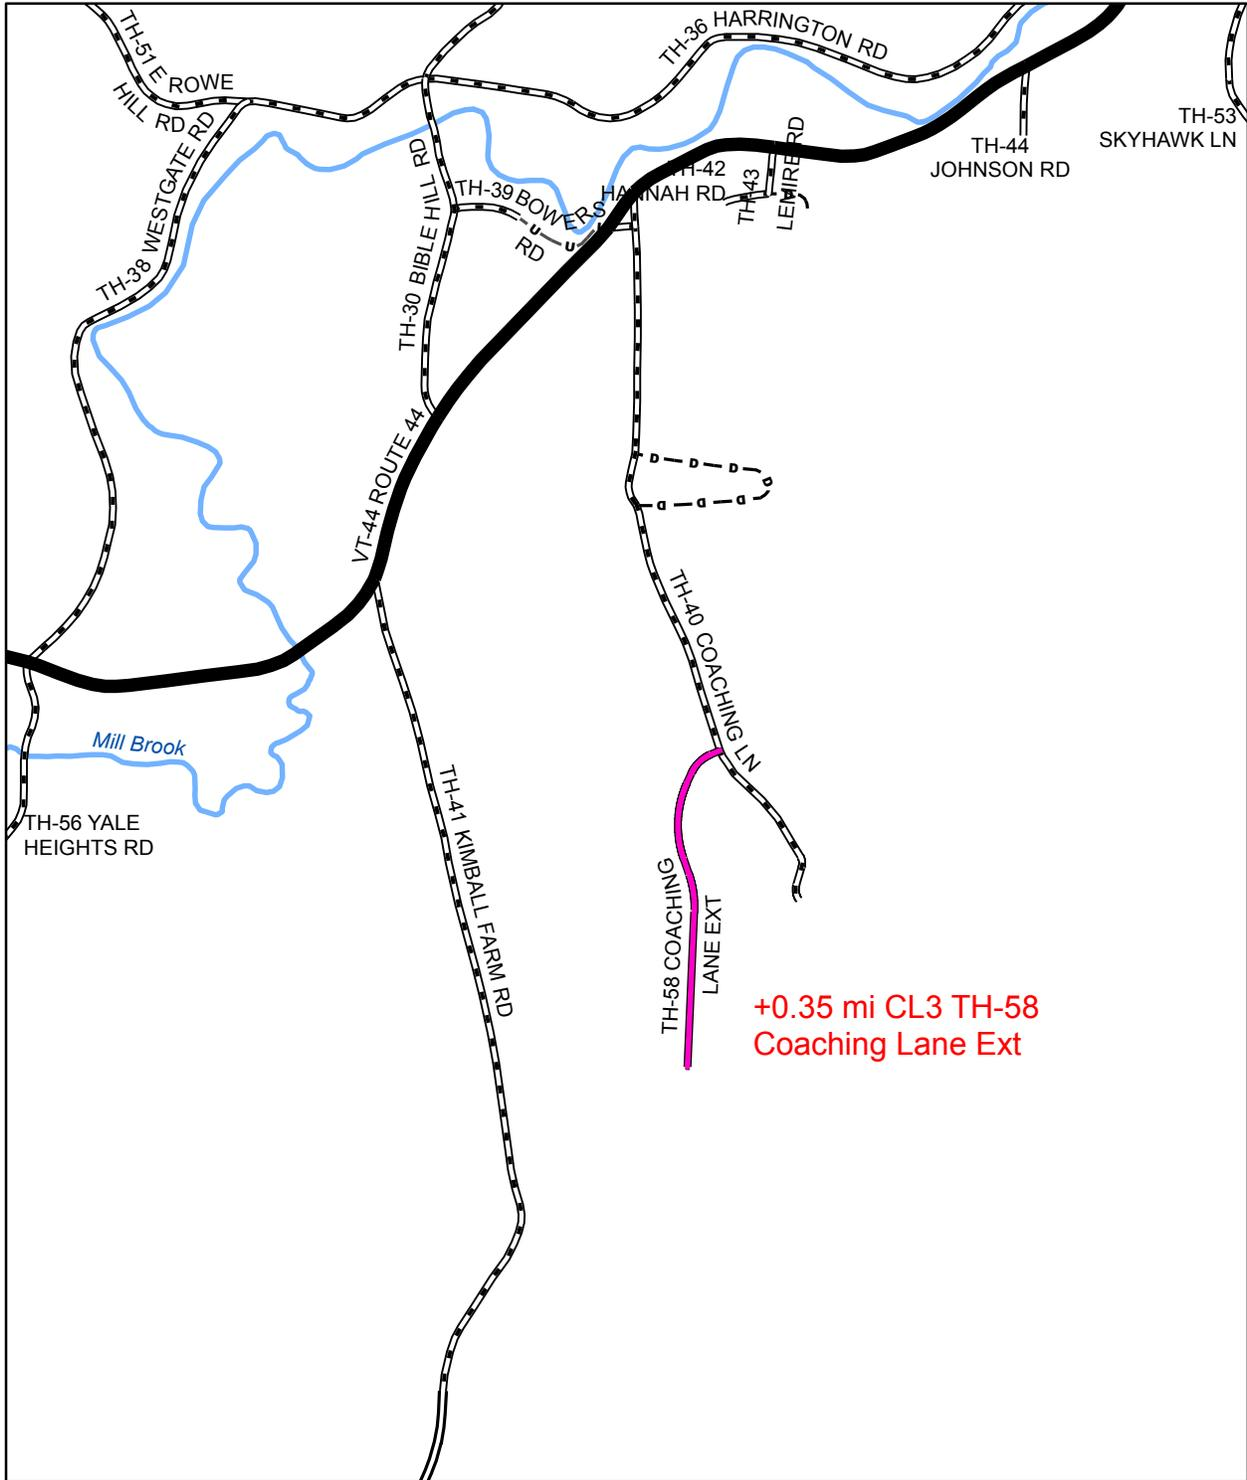 TH-51 E ROWE
HILL RD
TH-36 HARRINGTON RD
TH-53
SKYHAWK LN
TH-44
JOHNSON RD
TH-42
HANNAH RD
TH-43
LEMIRE RD
TH-38 WESTGATE RD
TH-30 BIBLE HILL RD
TH-39 BOWERS
RD
U
U
VT-44 ROUTE 44
D D D D
D D D
TH-40 COACHING LN
Mill Brook
TH-56 YALE
HEIGHTS RD
TH-41 KIMBALL FARM RD
TH-58 COACHING
LANE EXT
+0.35 mi CL3 TH-58
Coaching Lane Ext